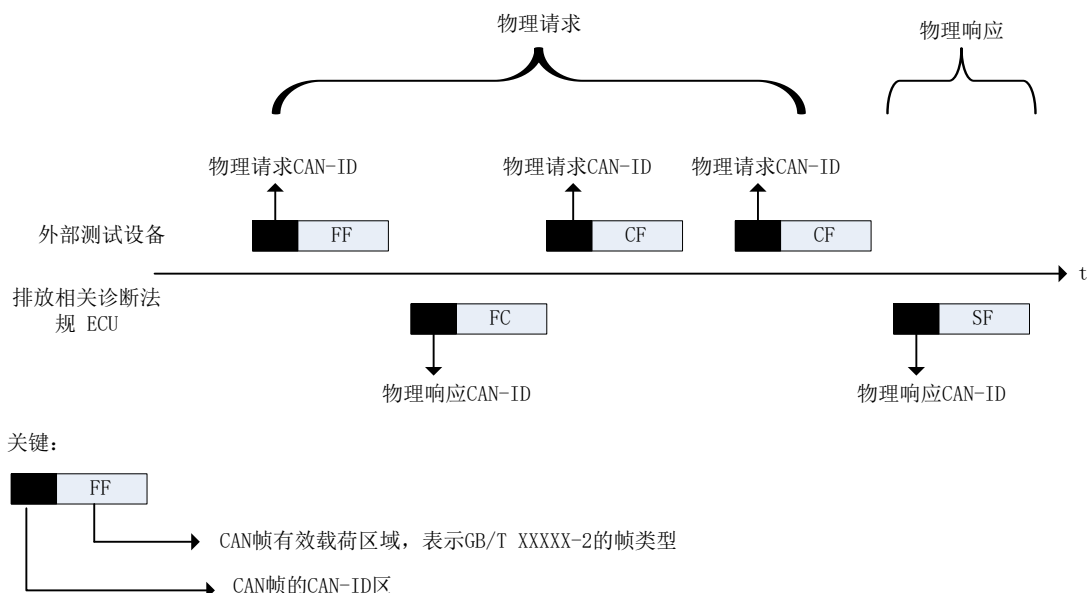 物理请求
物理响应
物理请求CAN-ID
物理请求CAN-ID
物理请求CAN-ID
外部测试设备
FF
CF
CF
t
排放相关诊断法
规 ECU
FC
SF
物理响应CAN-ID
物理响应CAN-ID
关键：
FF
CAN帧有效载荷区域，表示GB/T XXXXX-2的帧类型
CAN帧的CAN-ID区